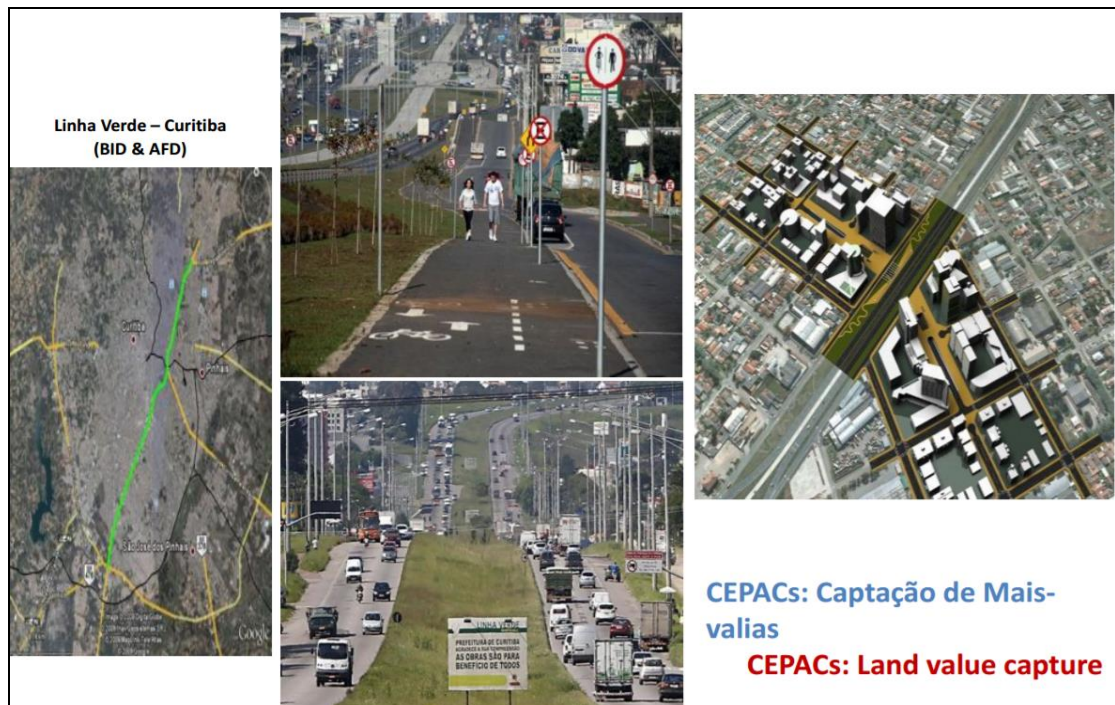 Linha Verde – Curitiba
(BID & AFD)
Curitiba
Pinhais
São José dos Pinhais
Google
LINHA VERDE
PREFEITURA DE CURITIBA
AS OBRAS SÃO PARA
BENEFÍCIO DE TODOS
CEPACs: Captação de Mais-
valias
CEPACs: Land value capture